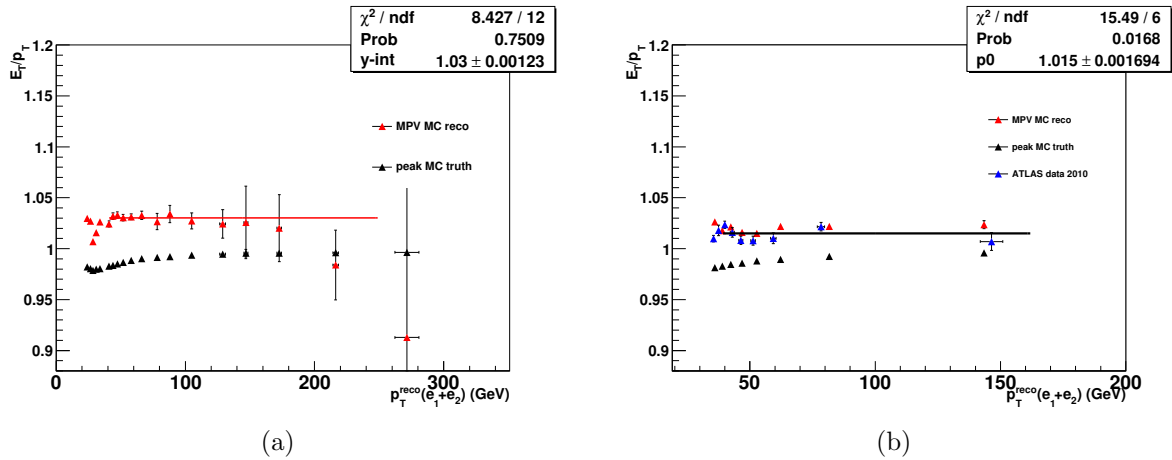 χ² / ndf 8.427 / 12
Prob 0.7509
y-int 1.03 ± 0.00123
E_T/p_T
1.2
1.15
1.1
1.05
1
0.95
0.9
MPV MC reco
peak MC truth
0 100 200 300
p_T^reco(e_1+e_2) (GeV)
(a)
χ² / ndf 15.49 / 6
Prob 0.0168
p0 1.015 ± 0.001694
E_T/p_T
1.2
1.15
1.1
1.05
1
0.95
0.9
MPV MC reco
peak MC truth
ATLAS data 2010
50 100 150 200
p_T^reco(e_1+e_2) (GeV)
(b)